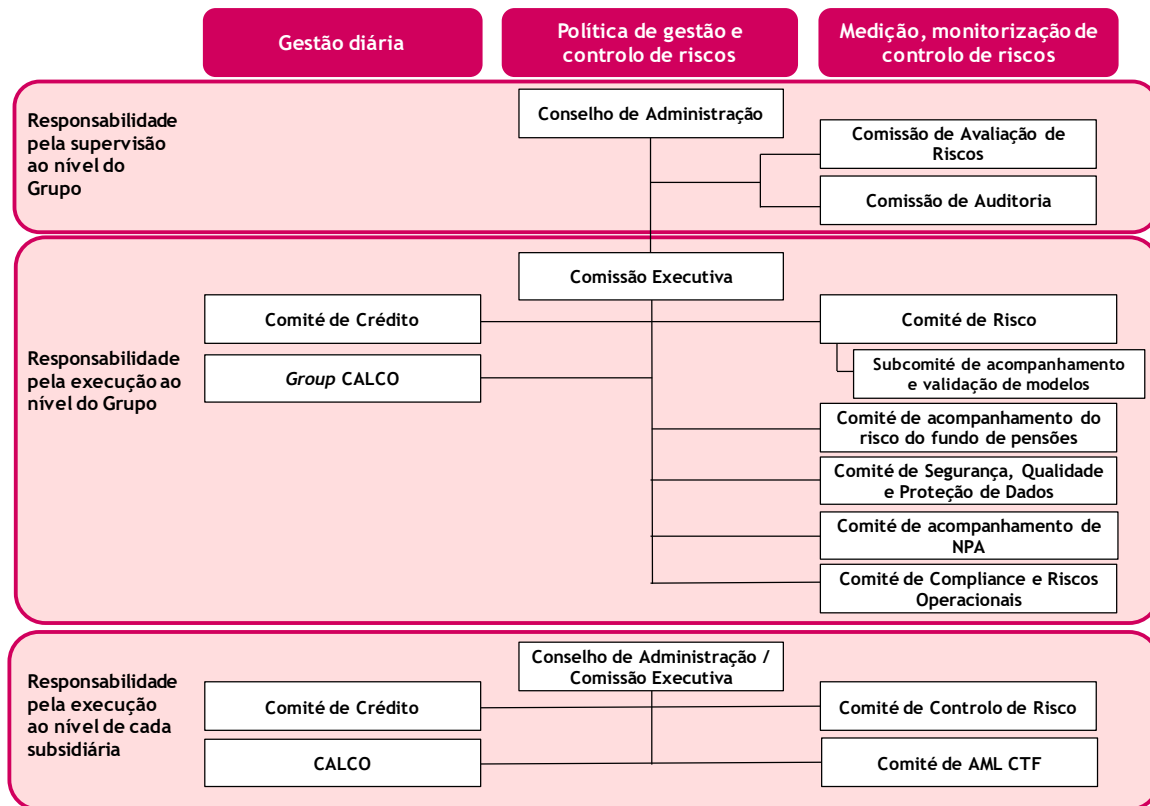 Gestão diária
Política de gestão e
controlo de riscos
Medição, monitorização de
controlo de riscos
Responsabilidade
pela supervisão
ao nível do
Grupo
Conselho de Administração
Comissão de Avaliação de
Riscos
Comissão de Auditoria
Responsabilidade
pela execução ao
nível do Grupo
Comissão Executiva
Comité de Crédito
Comité de Risco
Group CALCO
Subcomité de acompanhamento
e validação de modelos
Comité de acompanhamento do
risco do fundo de pensões
Comité de Segurança, Qualidade
e Proteção de Dados
Comité de acompanhamento de
NPA
Comité de Compliance e Riscos
Operacionais
Responsabilidade
pela execução
ao nível de cada
subsidiária
Conselho de Administração /
Comissão Executiva
Comité de Crédito
Comité de Controlo de Risco
CALCO
Comité de AML CTF